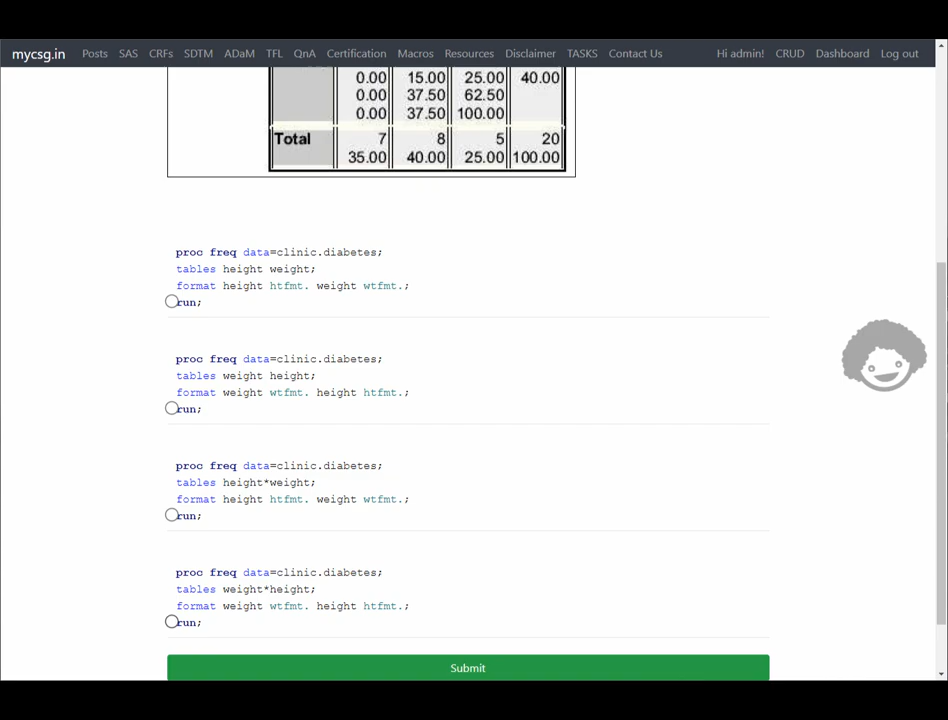 mycsg.in Posts SAS CRFs SDTM ADaM TFL QnA Certification Macros Resources Disclaimer TASKS Contact Us Hi admin! CRUD Dashboard Log out
0.00 15.00 25.00 40.00
0.00 37.50 62.50
0.00 37.50 100.00
Total 7 8 5 20
35.00 40.00 25.00 100.00
proc freq data=clinic.diabetes;
tables height weight;
format height htfmt. weight wtfmt.;
run;
proc freq data=clinic.diabetes;
tables weight height;
format weight wtfmt. height htfmt.;
run;
proc freq data=clinic.diabetes;
tables height*weight;
format height htfmt. weight wtfmt.;
run;
proc freq data=clinic.diabetes;
tables weight*height;
format weight wtfmt. height htfmt.;
run;
Submit